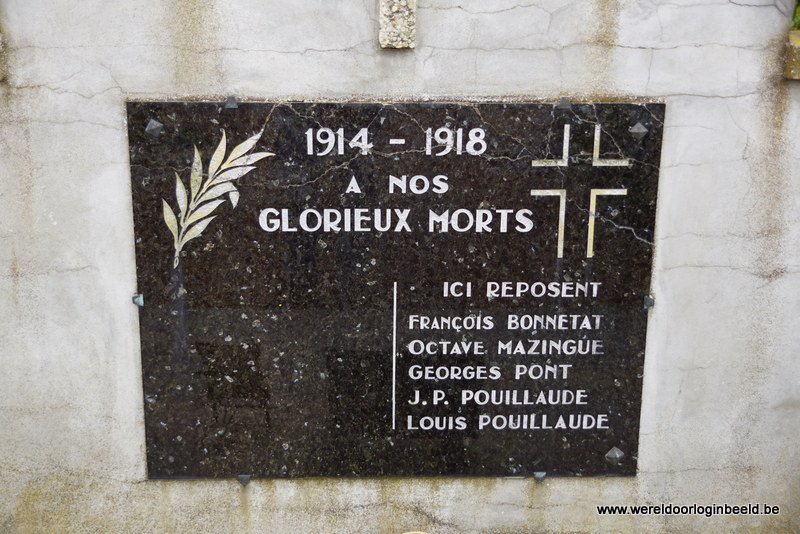 1914 - 1918
A NOS
GLORIEUX MORTS
ICI REPOSENT
FRANÇOIS BONNETAT
OCTAVE MAZINGUE
GEORGES PONT
J.P. POUILLAUDE
LOUIS POUILLAUDE
www.wereldoorloginbeeld.be